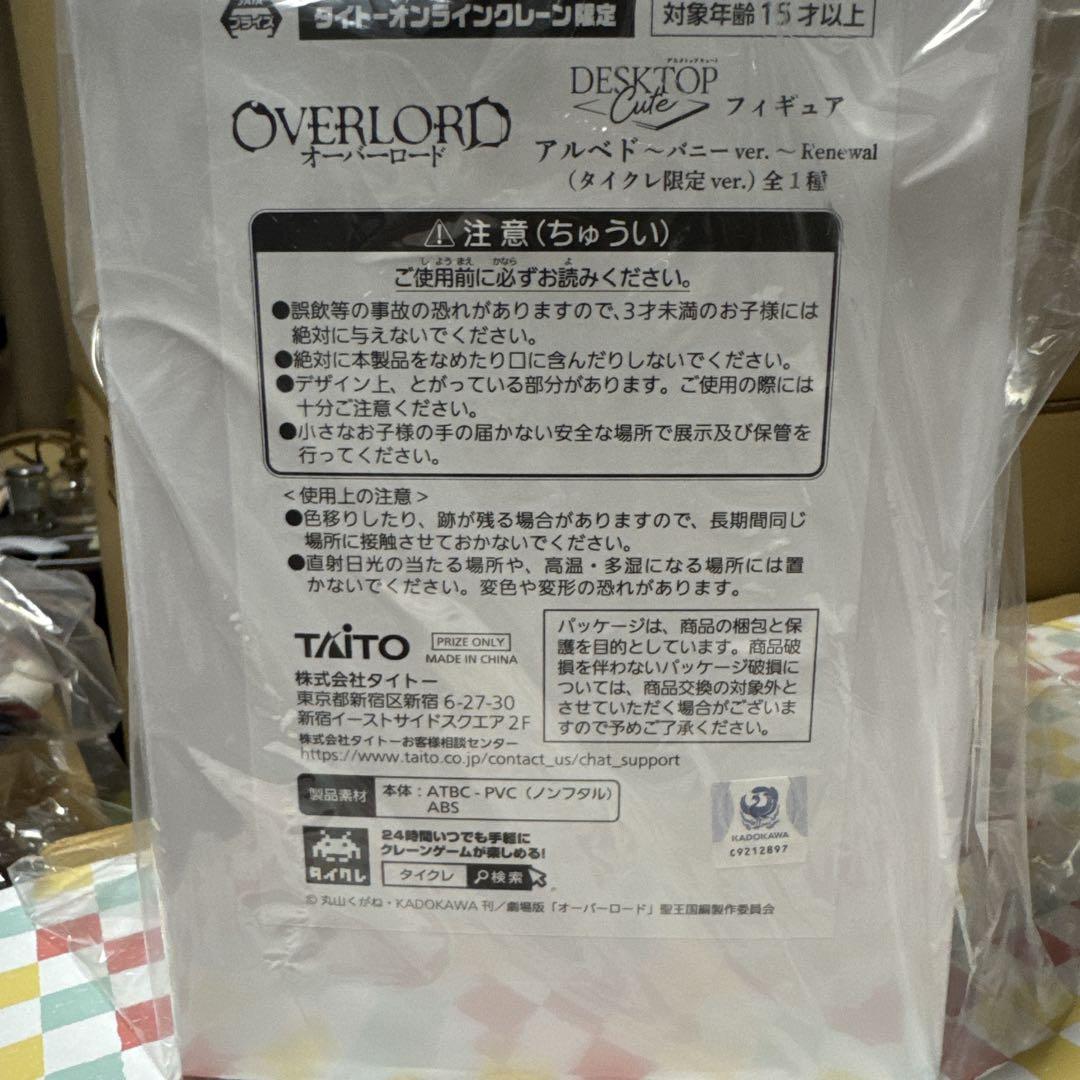 プライズ
タイトーオンラインクレーン限定
対象年齢15才以上
OVERLORD
オーバーロード
デスクトップキュート
DESKTOP
Cute
フィギュア
アルベド～バニーver.～Renewal
(タイクレ限定ver.)全1種
注意(ちゅうい)
しようまえ かなら よ
ご使用前に必ずお読みください。
●誤飲等の事故の恐れがありますので、3才未満のお子様には
絶対に与えないでください。
●絶対に本製品をなめたり口に含んだりしないでください。
●デザイン上、とがっている部分があります。ご使用の際には
十分ご注意ください。
●小さなお子様の手の届かない安全な場所で展示及び保管を
行ってください。
<使用上の注意>
●色移りしたり、跡が残る場合がありますので、長期間同じ
場所に接触させておかないでください。
●直射日光の当たる場所や、高温・多湿になる場所には置
かないでください。変色や変形の恐れがあります。
TAITO
PRIZE ONLY
MADE IN CHINA
株式会社タイトー
東京都新宿区新宿 6-27-30
新宿イーストサイドスクエア 2F
株式会社タイトーお客様相談センター
https://www.taito.co.jp/contact_us/chat_support
パッケージは、商品の梱包と保
護を目的としています。商品破
損を伴わないパッケージ破損に
ついては、商品交換の対象外と
させていただく場合がございま
すので予めご了承ください。
製品素材
本体：ATBC-PVC（ノンフタル）
ABS
KADOKAWA
C9212897
タイクレ
24時間いつでも手軽に
クレーンゲームが楽しめる!
タイクレ 検索
© 丸山くがね・KADOKAWA 刊／劇場版「オーバーロード」聖王国編製作委員会